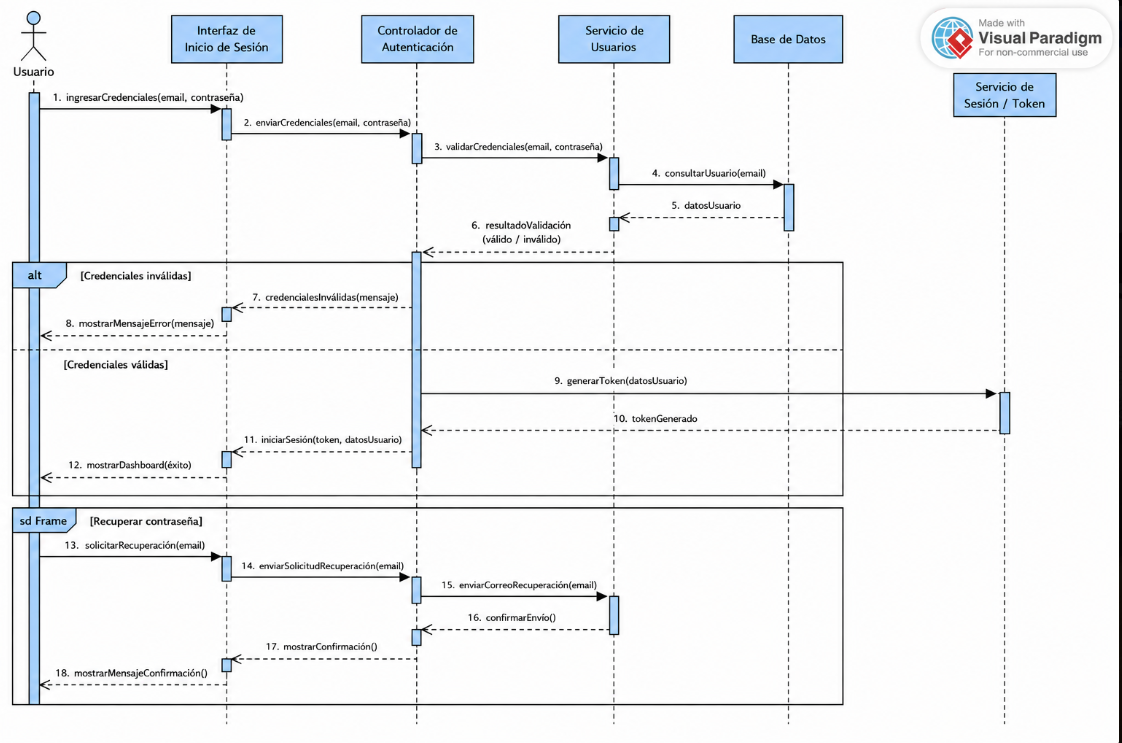 Made with
Visual Paradigm
For non-commercial use
Usuario
Interfaz de
Inicio de Sesión
Controlador de
Autenticación
Servicio de
Usuarios
Base de Datos
Servicio de
Sesión / Token
1. ingresarCredenciales(email, contraseña)
2. enviarCredenciales(email, contraseña)
3. validarCredenciales(email, contraseña)
4. consultarUsuario(email)
5. datosUsuario
6. resultadoValidación
(válido / inválido)
alt
[Credenciales inválidas]
7. credencialesInválidas(mensaje)
8. mostrarMensajeError(mensaje)
[Credenciales válidas]
9. generarToken(datosUsuario)
10. tokenGenerado
11. iniciarSesión(token, datosUsuario)
12. mostrarDashboard(éxito)
sd Frame
[Recuperar contraseña]
13. solicitarRecuperación(email)
14. enviarSolicitudRecuperación(email)
15. enviarCorreoRecuperación(email)
16. confirmarEnvío()
17. mostrarConfirmación()
18. mostrarMensajeConfirmación()